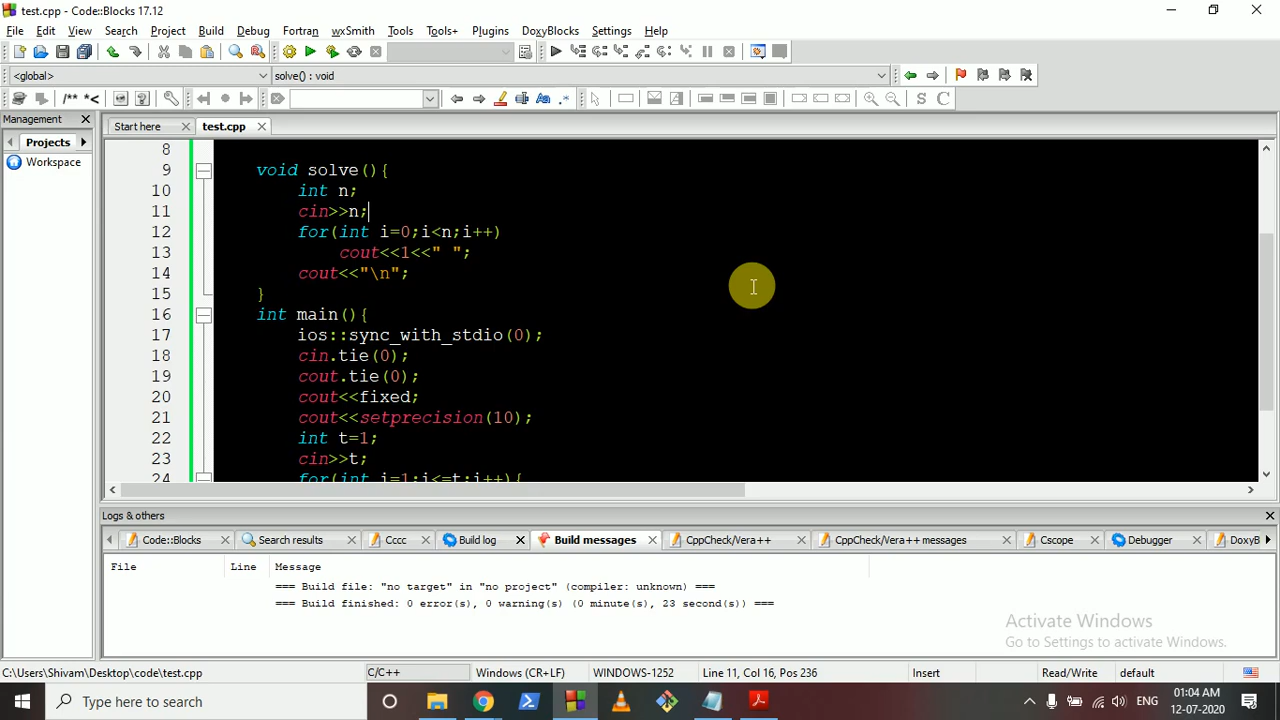 test.cpp - Code::Blocks 17.12
File Edit View Search Project Build Debug Fortran wxSmith Tools Tools+ Plugins DoxyBlocks Settings Help
<global> solve() : void
/** *< S C
Management
Projects
Workspace
Start here test.cpp
8
9 void solve(){
10 int n;
11 cin>>n;
12 for(int i=0;i<n;i++)
13 cout<<1<<" ";
14 cout<<"\n";
15 }
16 int main(){
17 ios::sync_with_stdio(0);
18 cin.tie(0);
19 cout.tie(0);
20 cout<<fixed;
21 cout<<setprecision(10);
22 int t=1;
23 cin>>t;
24 for(int i=1;i<=t;i++){
Logs & others
Code::Blocks Search results Cccc Build log Build messages CppCheck/Vera++ CppCheck/Vera++ messages Cscope Debugger DoxyB
File Line Message
=== Build file: "no target" in "no project" (compiler: unknown) ===
=== Build finished: 0 error(s), 0 warning(s) (0 minute(s), 23 second(s)) ===
Activate Windows
Go to Settings to activate Windows.
C:\Users\Shivam\Desktop\code\test.cpp C/C++ Windows (CR+LF) WINDOWS-1252 Line 11, Col 16, Pos 236 Insert Read/Write default
Type here to search
ENG
01:04 AM
12-07-2020